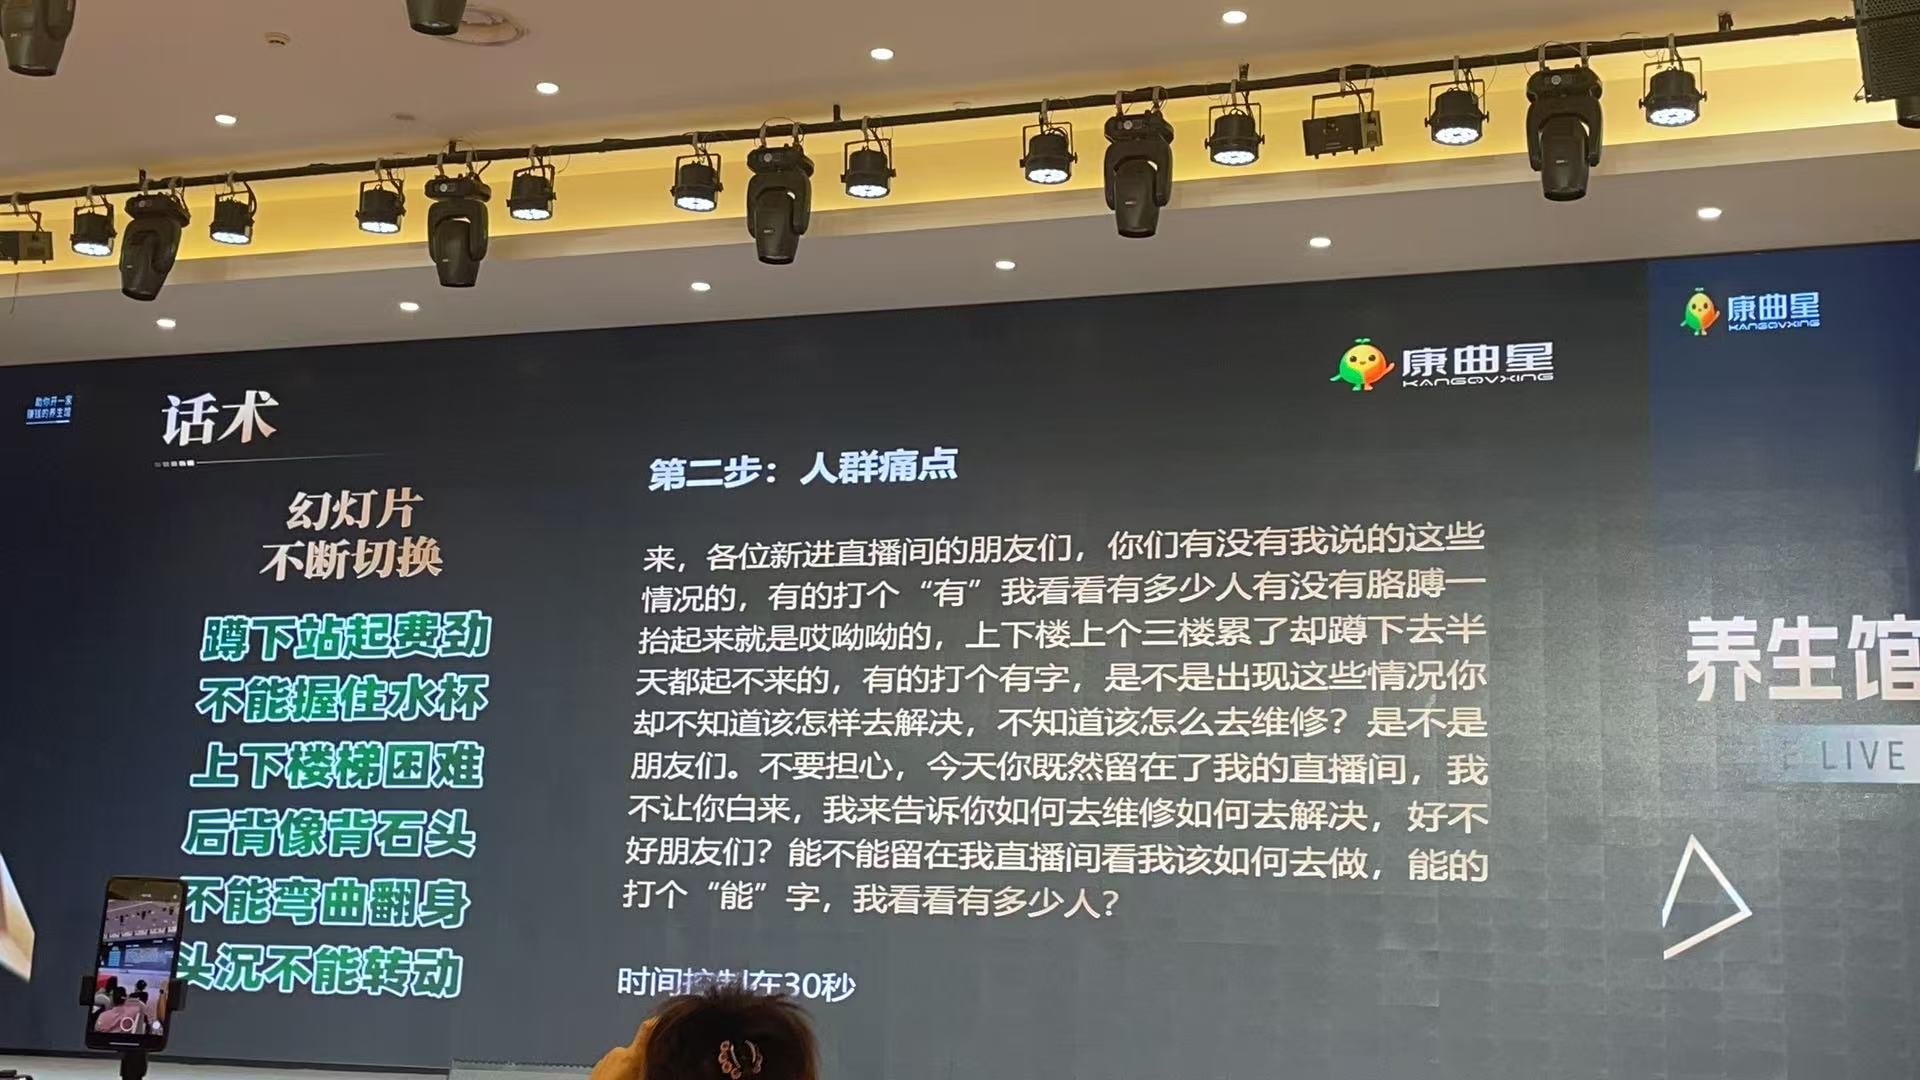 助你开一家
赚钱的养生馆
话术
康曲星
KANGQVXING
康曲星
KANGQVXING
幻灯片
不断切换
蹲下站起费劲
不能握住水杯
上下楼梯困难
后背像背石头
不能弯曲翻身
头沉不能转动
第二步：人群痛点
来，各位新进直播间的朋友们，你们有没有我说的这些
情况的，有的打个“有”我看看有多少人有没有胳膊一
抬起来就是哎呦呦的，上下楼上个三楼累了却蹲下去半
天都起不来的，有的打个有字，是不是出现这些情况你
却不知道该怎样去解决，不知道该怎么去维修？是不是
朋友们。不要担心，今天你既然留在了我的直播间，我
不让你白来，我来告诉你如何去维修如何去解决，好不
好朋友们？能不能留在我直播间看我该如何去做，能的
打个“能”字，我看看有多少人？
时间控制在30秒
养生馆
LIVE